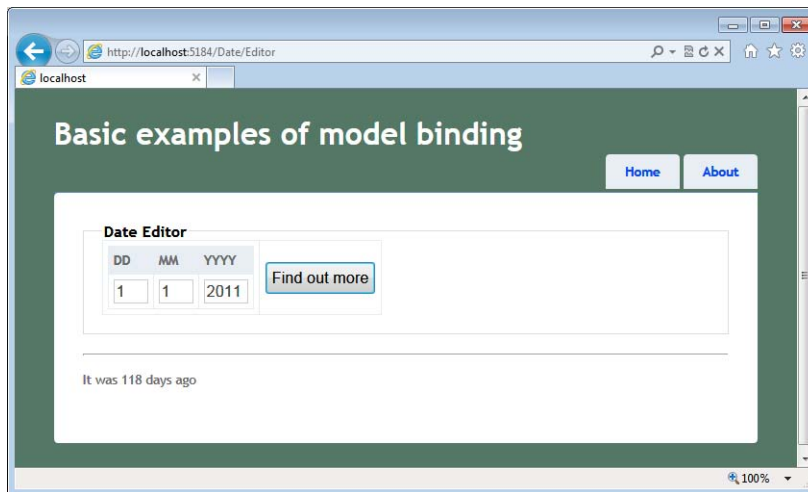 http://localhost:5184/Date/Editor
localhost
Basic examples of model binding
Home About
Date Editor
DD MM YYYY
1 1 2011 Find out more
It was 118 days ago
100%